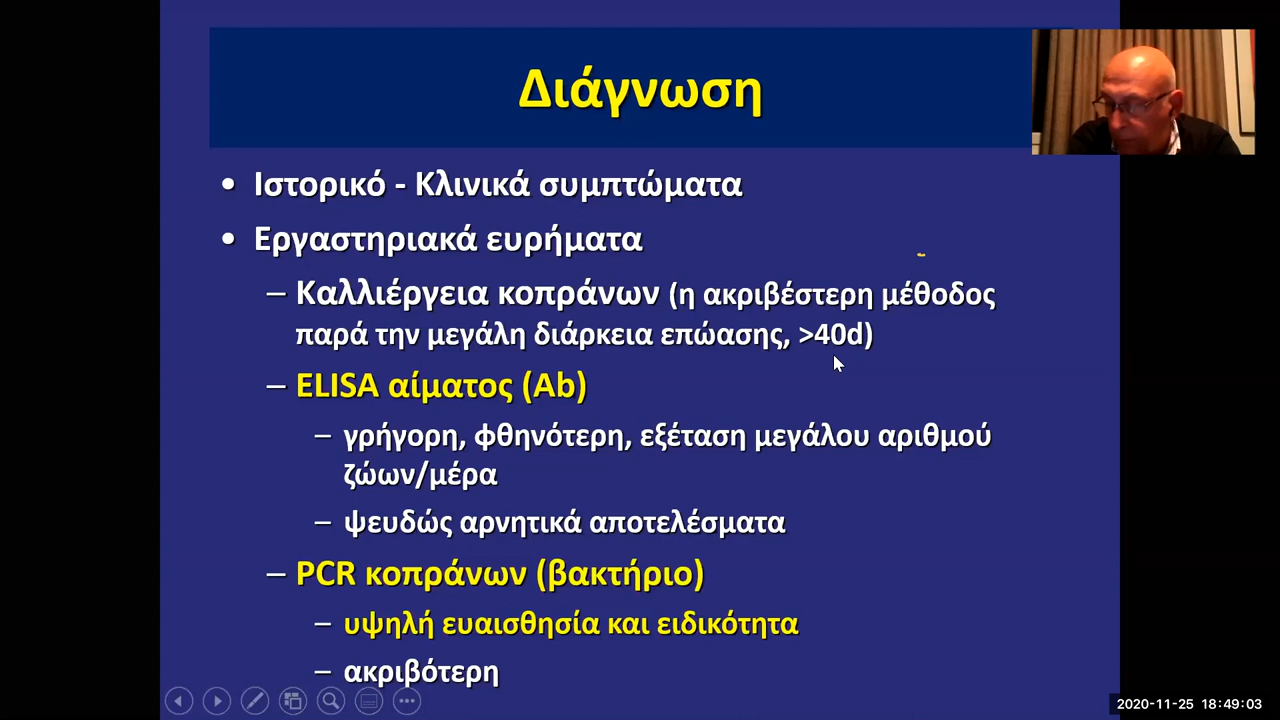 Διάγνωση
• Ιστορικό - Κλινικά συμπτώματα
• Εργαστηριακά ευρήματα
– Καλλιέργεια κοπράνων (η ακριβέστερη μέθοδος
παρά την μεγάλη διάρκεια επώασης, >40d)
– ELISA αίματος (Ab)
– γρήγορη, φθηνότερη, εξέταση μεγάλου αριθμού
ζώων/μέρα
– ψευδώς αρνητικά αποτελέσματα
– PCR κοπράνων (βακτήριο)
– υψηλή ευαισθησία και ειδικότητα
– ακριβότερη
2020-11-25 18:49:03